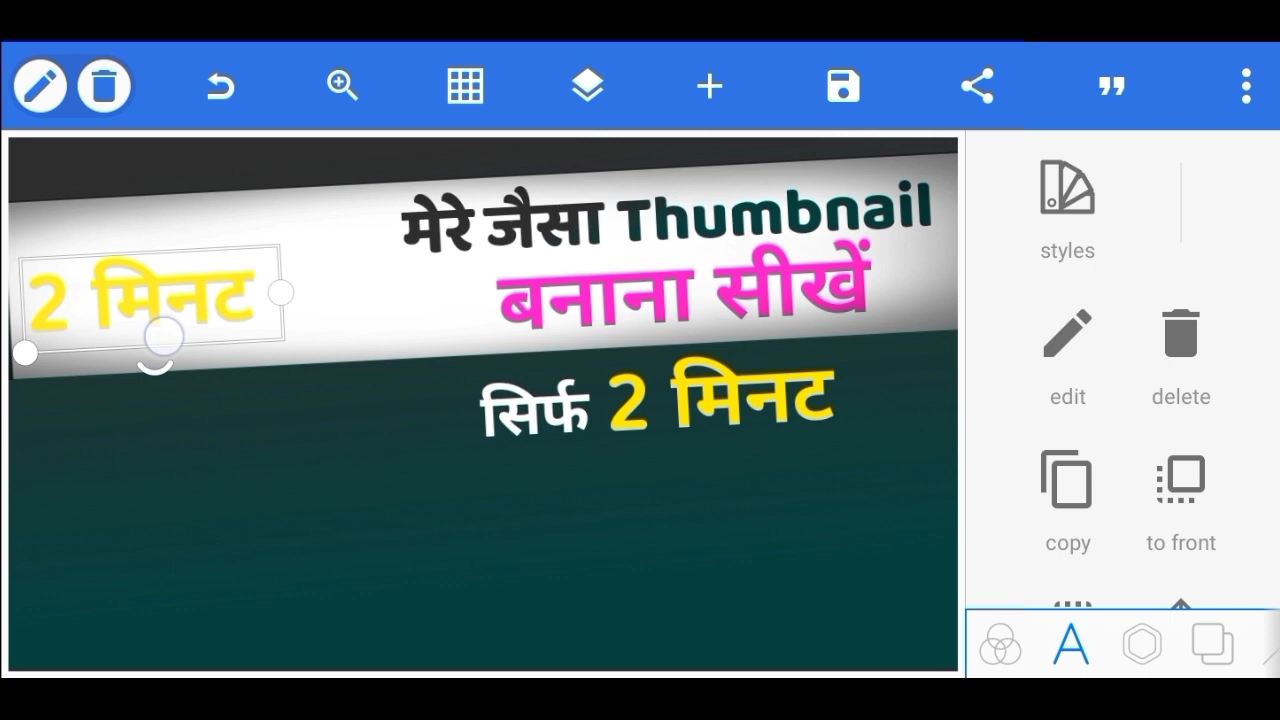 मेरे जैसा Thumbnail
2 मिनट
बनाना सीखें
सिर्फ 2 मिनट
styles
edit delete
copy to front